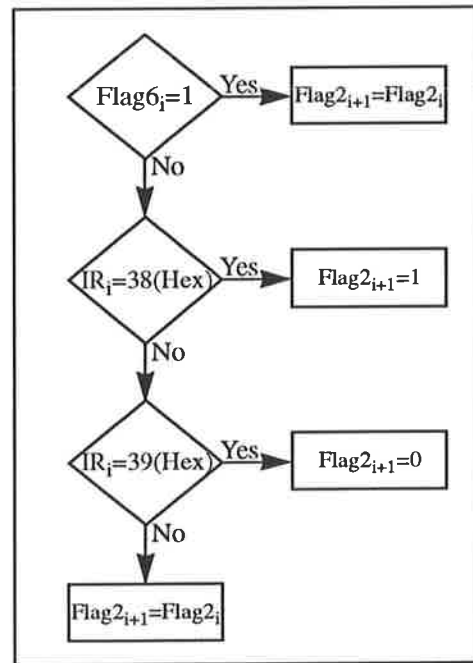 Flag6i=1
Yes
Flag2i+1=Flag2i
No
IRi=38(Hex)
Yes
Flag2i+1=1
No
IRi=39(Hex)
Yes
Flag2i+1=0
No
Flag2i+1=Flag2i